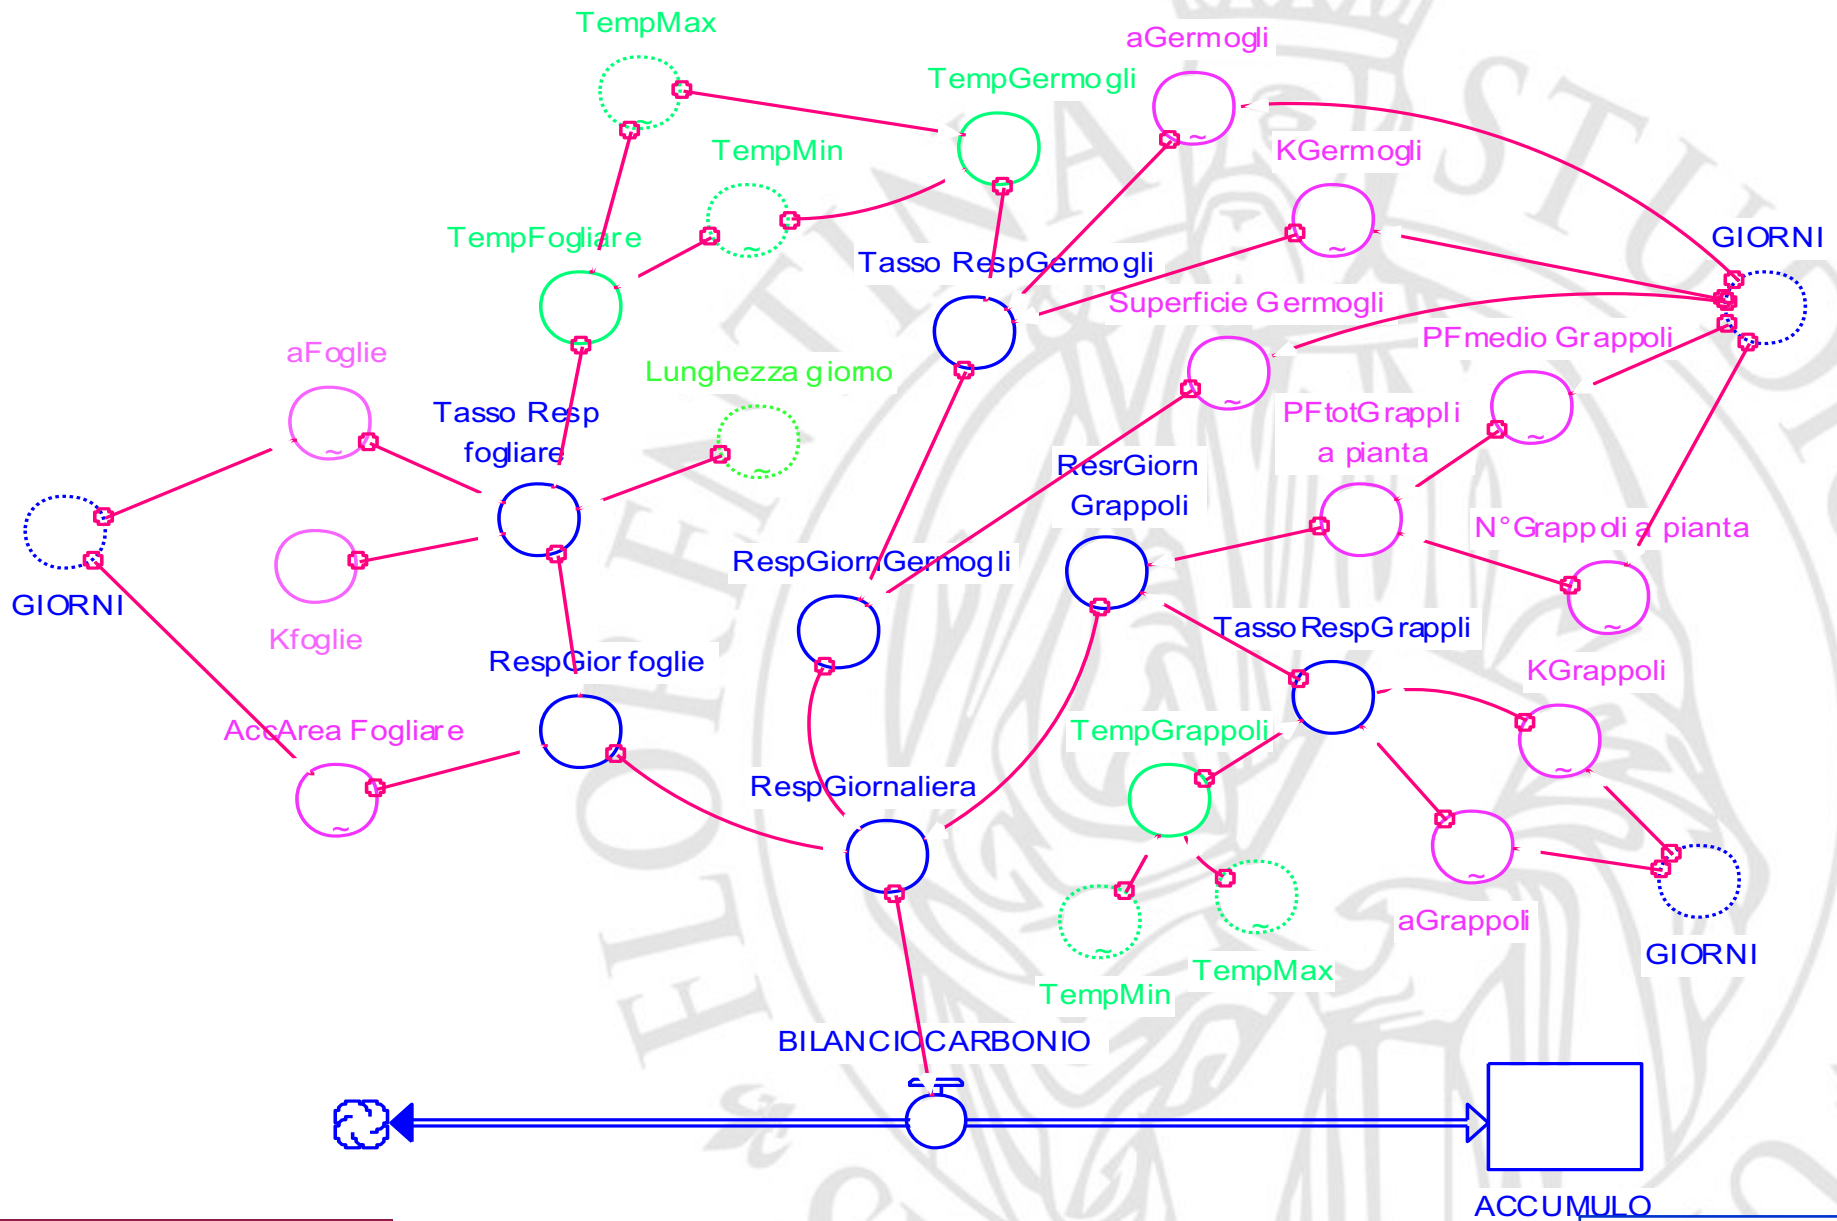 TempMax
aGermogli
TempGermogli
TempMin
KGermogli
TempFogliare
GIORNI
Tasso RespGermogli
Superficie Germogli
PFmedio Grappoli
aFoglie
Lunghezza giorno
Tasso Resp
fogliare
PFtotGrappli
a pianta
ResrGiorn
Grappoli
N°Grappoli a pianta
RespGiornGermogli
GIORNI
Kfoglie
TassoRespGrappli
RespGior foglie
KGrappoli
AccArea Fogliare
TempGrappoli
RespGiornaliera
aGrappoli
GIORNI
TempMax
TempMin
BILANCIOCARBONIO
ACCUMULO